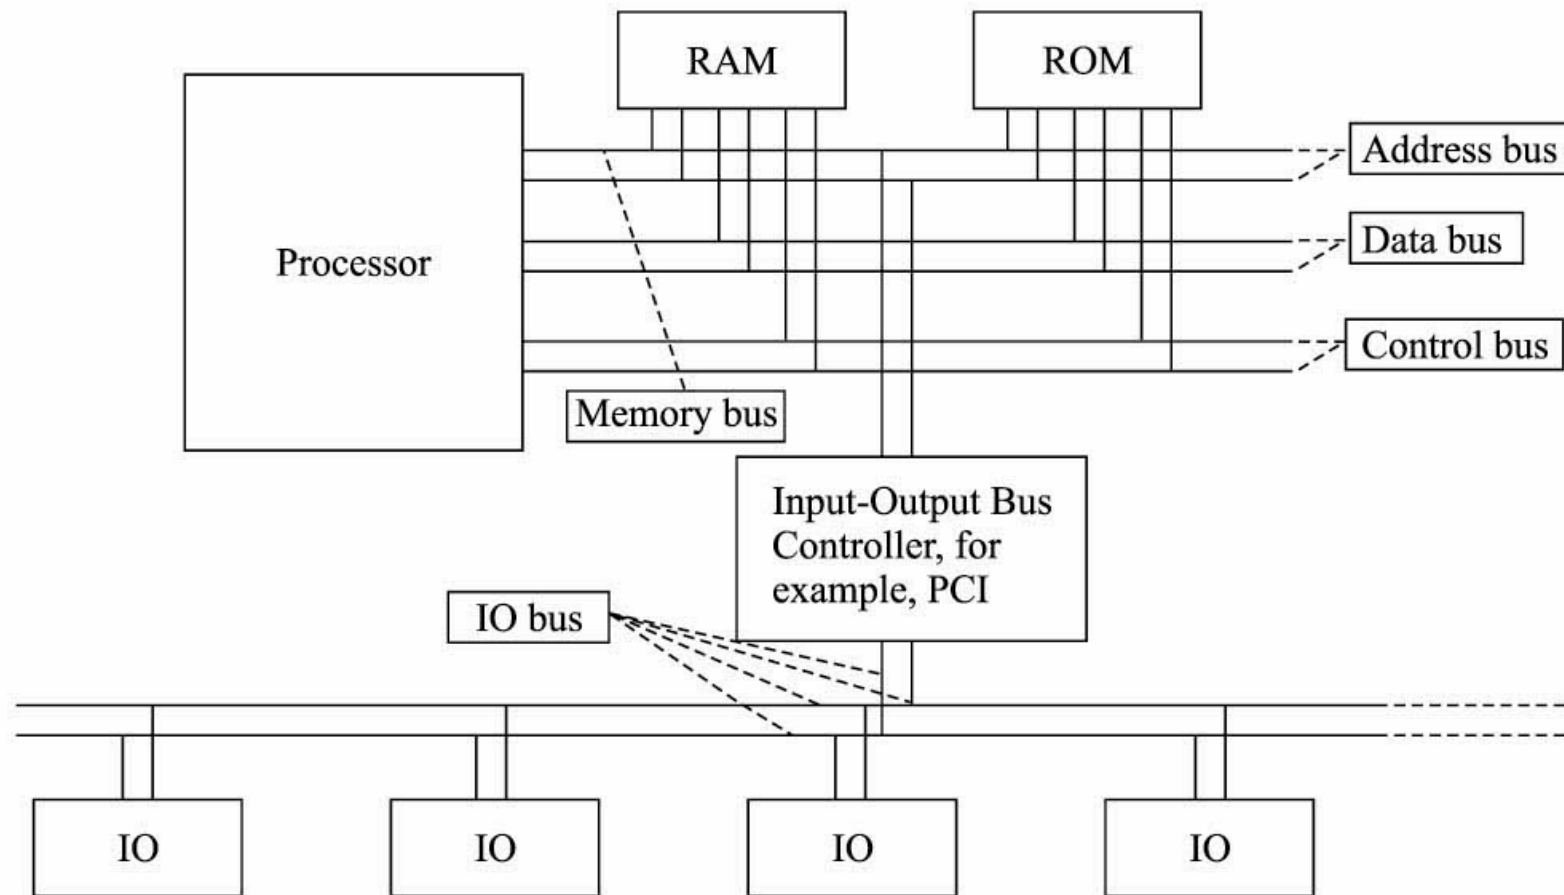 RAM
ROM
Address bus
Processor
Data bus
Control bus
Memory bus
Input-Output Bus
Controller, for
example, PCI
IO bus
IO
IO
IO
IO